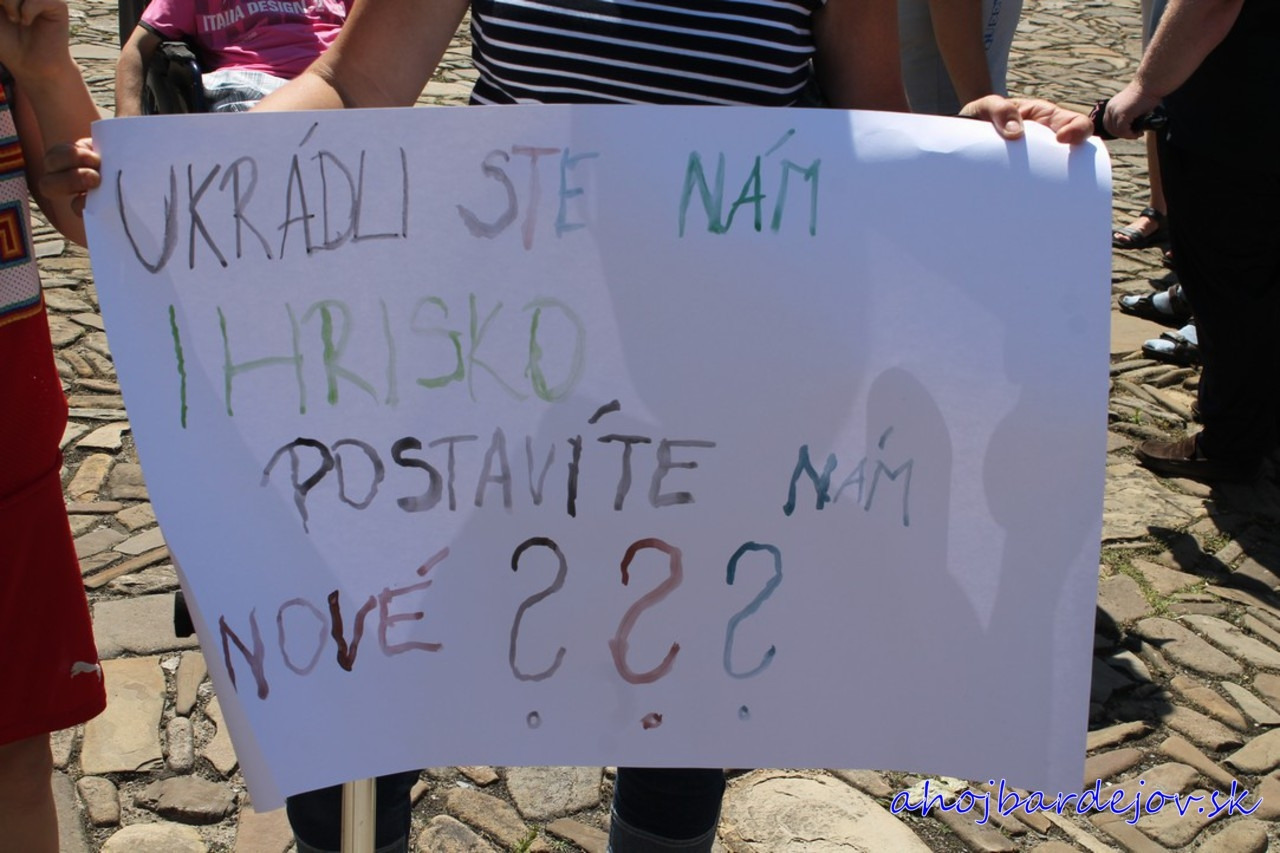 ITALIA DESIGN
UKRÁDLI STE NÁM
IHRISKO
POSTAVÍTE NÁM
NOVÉ ???
ahojbardejov.sk